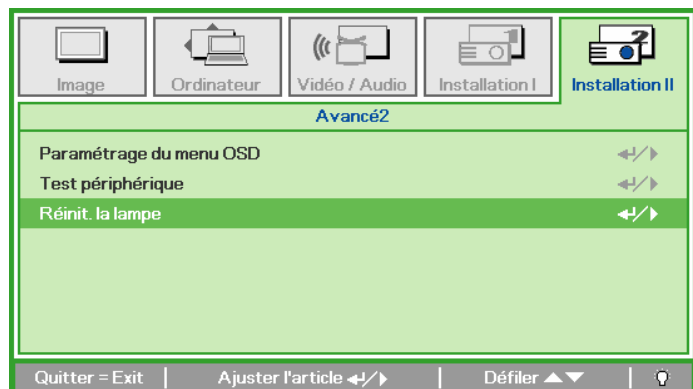 Image Ordinateur Vidéo / Audio Installation I Installation II
Avancé2
Paramétrage du menu OSD
Test périphérique
Réinit. la lampe
Quitter = Exit Ajuster l'article Défiler